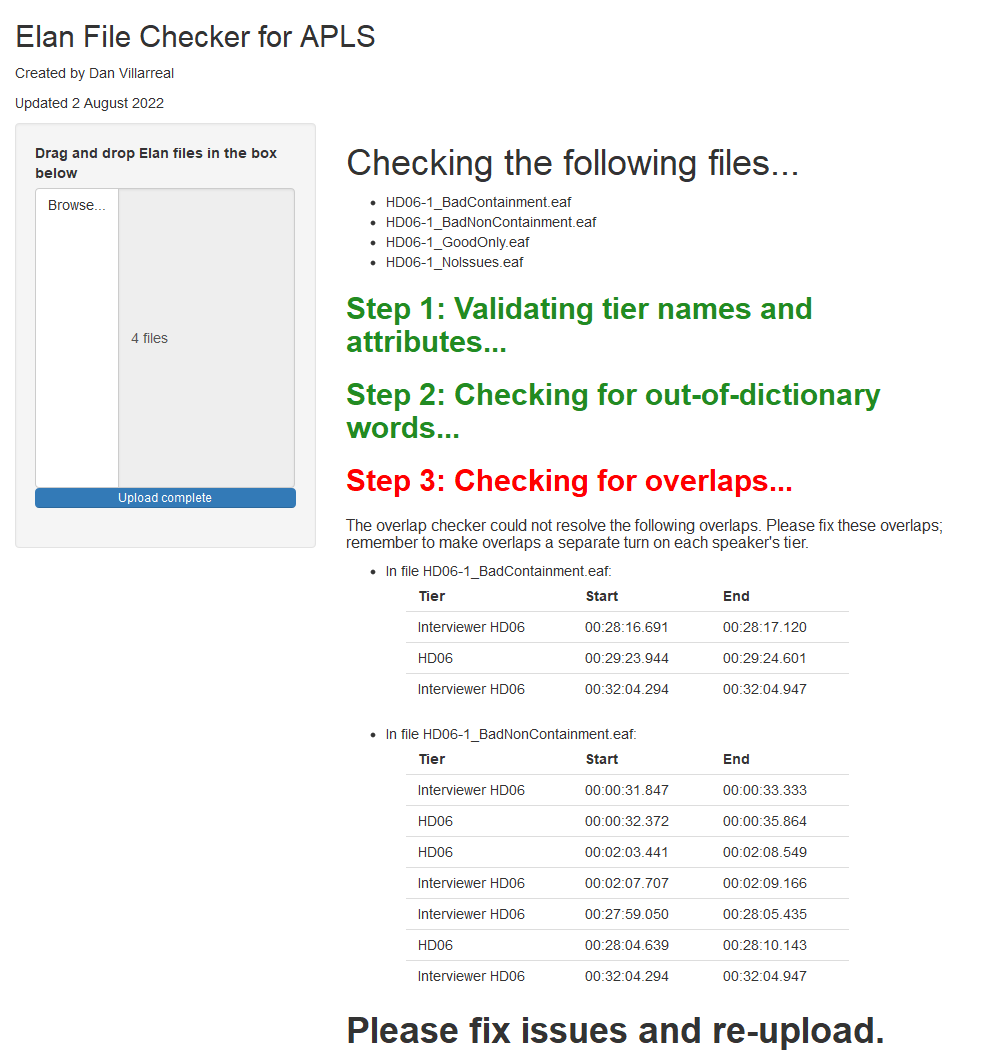 Elan File Checker for APLS
Created by Dan Villarreal
Updated 2 August 2022
Drag and drop Elan files in the box
below
Browse...
4 files
Upload complete
Checking the following files...
HD06-1_BadContainment.eaf
HD06-1_BadNonContainment.eaf
HD06-1_GoodOnly.eaf
HD06-1_NoIssues.eaf
Step 1: Validating tier names and
attributes...
Step 2: Checking for out-of-dictionary
words...
Step 3: Checking for overlaps...
The overlap checker could not resolve the following overlaps. Please fix these overlaps;
remember to make overlaps a separate turn on each speaker's tier.
In file HD06-1_BadContainment.eaf:
Tier Start End
Interviewer HD06 00:28:16.691 00:28:17.120
HD06 00:29:23.944 00:29:24.601
Interviewer HD06 00:32:04.294 00:32:04.947
In file HD06-1_BadNonContainment.eaf:
Tier Start End
Interviewer HD06 00:00:31.847 00:00:33.333
HD06 00:00:32.372 00:00:35.864
HD06 00:02:03.441 00:02:08.549
Interviewer HD06 00:02:07.707 00:02:09.166
Interviewer HD06 00:27:59.050 00:28:05.435
HD06 00:28:04.639 00:28:10.143
Interviewer HD06 00:32:04.294 00:32:04.947
Please fix issues and re-upload.